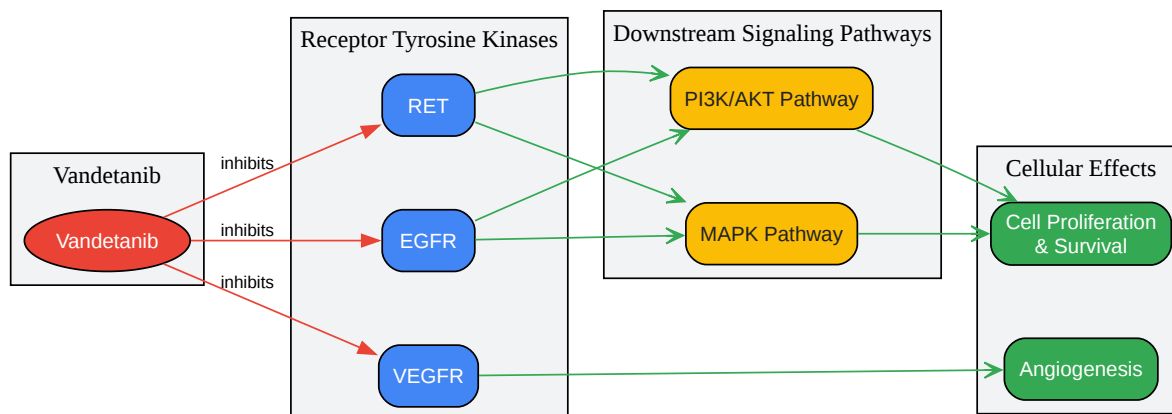 Receptor Tyrosine Kinases
Downstream Signaling Pathways
RET
PI3K/AKT Pathway
inhibits
Vandetanib
Cellular Effects
Vandetanib
inhibits
EGFR
MAPK Pathway
Cell Proliferation
& Survival
inhibits
VEGFR
Angiogenesis